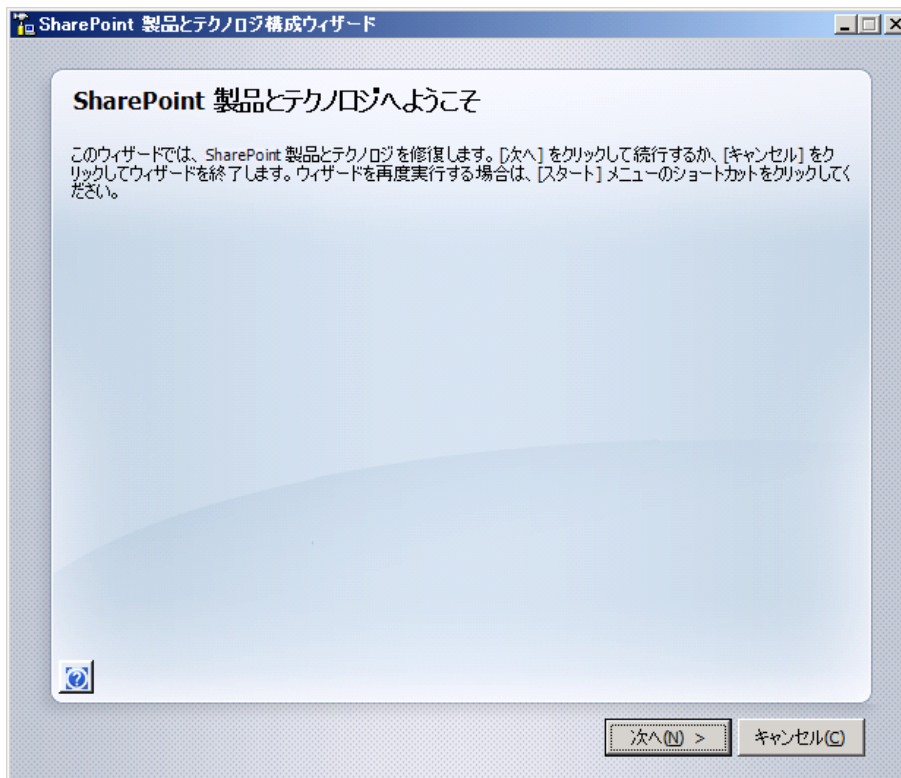 SharePoint 製品とテクノロジ構成ウィザード
SharePoint 製品とテクノロジへようこそ
このウィザードでは、SharePoint 製品とテクノロジを修復します。[次へ] をクリックして続行するか、[キャンセル] をク
リックしてウィザードを終了します。ウィザードを再度実行する場合は、[スタート] メニューのショートカットをクリックしてく
ださい。
次へ(N) >
キャンセル(C)